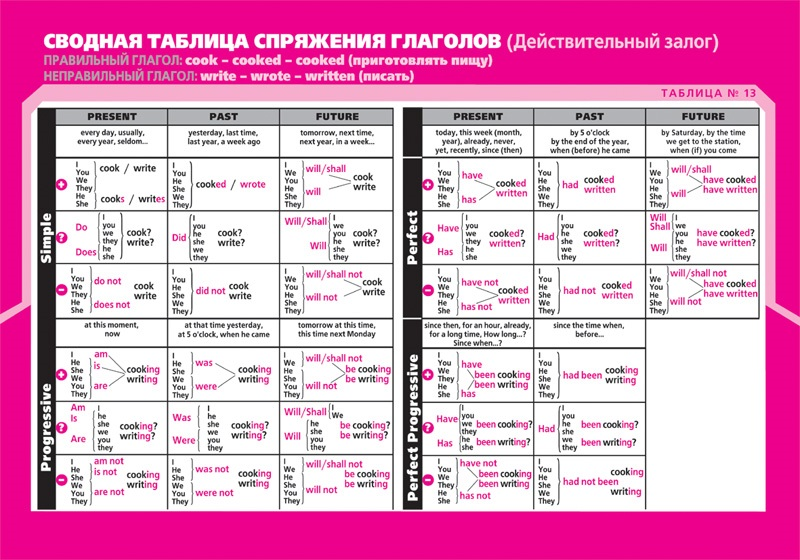 СВОДНАЯ ТАБЛИЦА СПРЯЖЕНИЯ ГЛАГОЛОВ (Действительный залог)
ПРАВИЛЬНЫЙ ГЛАГОЛ: cook – cooked – cooked (приготовлять пищу)
НЕПРАВИЛЬНЫЙ ГЛАГОЛ: write – wrote – written (писать)
ТАБЛИЦА № 13
PRESENT
PAST
FUTURE
every day, usually,
every year, seldom...
yesterday, last time,
last year, a week ago
tomorrow, next time,
next year, in a week...
Simple
+
I
You
We
They
He
She
cook / write
cooks / writes
I
You
We
He
She
They
cooked / wrote
I
We
You
He
She
They
will/shall
will
cook
write
?
Do
Does
I
you
we
they
he
she
cook?
write?
Did
I
you
he
she
we
they
cook?
write?
Will/Shall
Will
I
we
you
he
she
they
cook?
write?
–
I
You
We
He
She
They
do not
does not
cook
write
I
You
We
He
She
They
did not
cook
write
I
We
You
He
She
They
will/shall not
will not
cook
write
at this moment,
now
at that time yesterday,
at 5 o'clock, when he came
tomorrow at this time,
this time next Monday
Progressive
+
I
He
She
We
You
They
am
is
are
cooking
writing
I
He
She
We
You
They
was
were
cooking
writing
I
We
He
She
You
They
will/shall not
will not
be cooking
be writing
?
Am
Is
Are
I
he
she
we
you
they
cooking?
writing?
Was
Were
I
he
she
we
you
they
cooking?
writing?
Will/Shall
Will
I
We
he
she
you
they
be cooking?
be writing?
–
I
He
She
We
You
They
am not
is not
are not
cooking
writing
I
He
She
We
You
They
was not
were not
cooking
writing
I
We
He
She
You
They
will/shall not
will not
be cooking
be writing
PRESENT
PAST
FUTURE
today, this week (month,
year), already, never,
yet, recently, since (then)
by 5 o'clock
by the end of the year,
when (before) he came
by Saturday, by the time
we get to the station,
when (if) you come
Perfect
+
I
You
We
They
He
She
have
has
cooked
written
I
You
We
He
She
They
had
cooked
written
I
We
You
He
She
They
will/shall
will
have cooked
have written
?
Have
Has
I
you
we
they
he
she
cooked?
written?
Had
I
you
he
she
we
they
cooked?
written?
Will
Shall
Will
I
we
you
he
she
they
have cooked?
have written?
–
I
You
We
They
He
She
have not
has not
cooked
written
I
You
We
He
She
They
had not
cooked
written
I
We
You
He
She
They
will/shall not
will not
have cooked
have written
since then, for an hour, already,
for a long time, How long...?
Since when...?
since the time when,
before...
Perfect Progressive
+
I
You
We
They
He
She
have
has
been cooking
been writing
I
You
We
He
She
They
had been
cooking
writing
?
Have
Has
I
you
we
they
he
she
been cooking?
been writing?
Had
I
you
he
she
we
they
been cooking?
been writing?
–
I
You
We
They
He
She
have not
has not
been cooking
been writing
I
You
We
He
She
They
had not been
cooking
writing